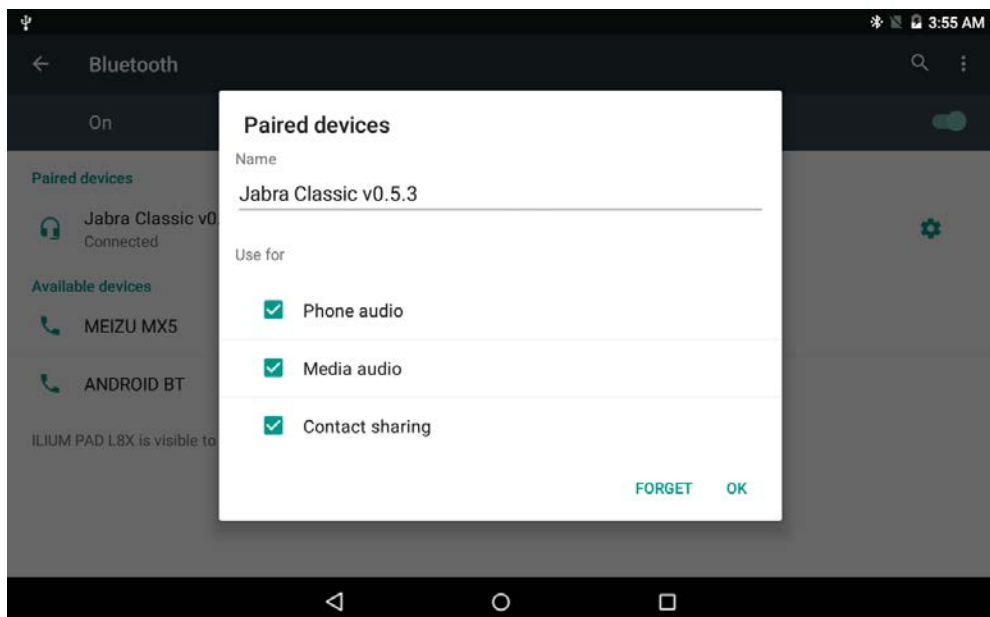 3:55 AM
Bluetooth
On
Paired devices
Name
Jabra Classic v0.5.3
Use for
Phone audio
Media audio
Contact sharing
FORGET OK
Paired devices
Jabra Classic v0
Connected
Available devices
MEIZU MX5
ANDROID BT
ILIUM PAD L8X is visible to